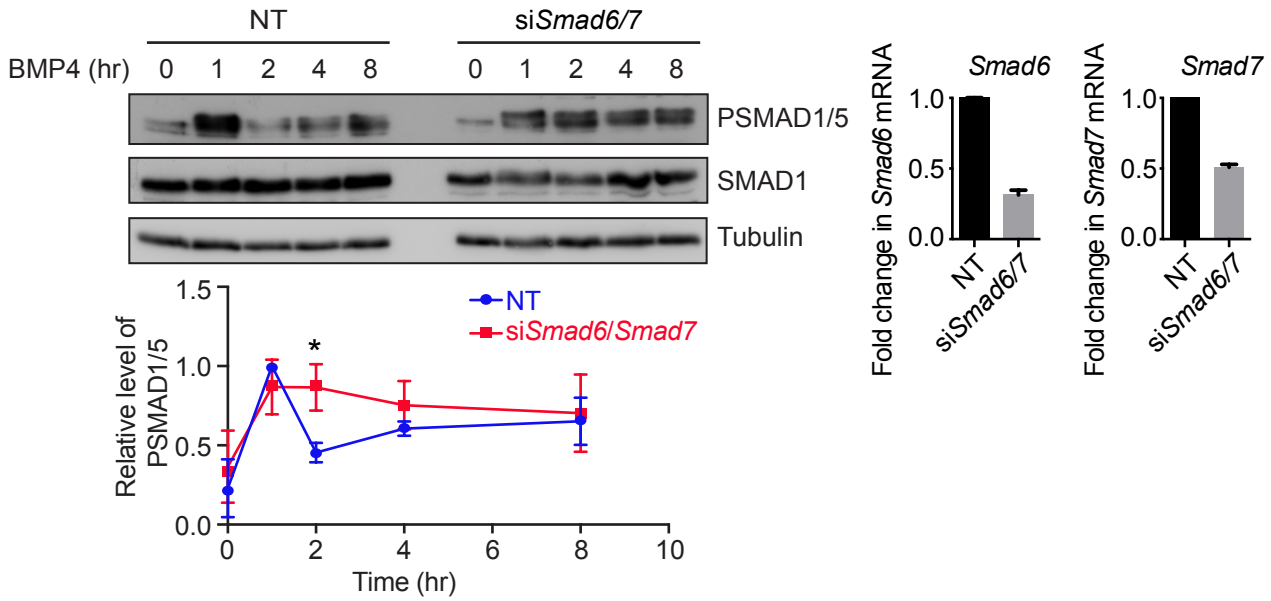 NT
siSmad6/7
BMP4 (hr) 0 1 2 4 8 0 1 2 4 8
PSMAD1/5
SMAD1
Tubulin
Relative level of
PSMAD1/5
1.5
1.0
0.5
0.0
NT
siSmad6/Smad7
*
0 2 4 6 8 10
Time (hr)
Fold change in Smad6 mRNA
Smad6
1.0
0.5
0.0
NT
siSmad6/7
Fold change in Smad7 mRNA
Smad7
1.0
0.5
0.0
NT
siSmad6/7